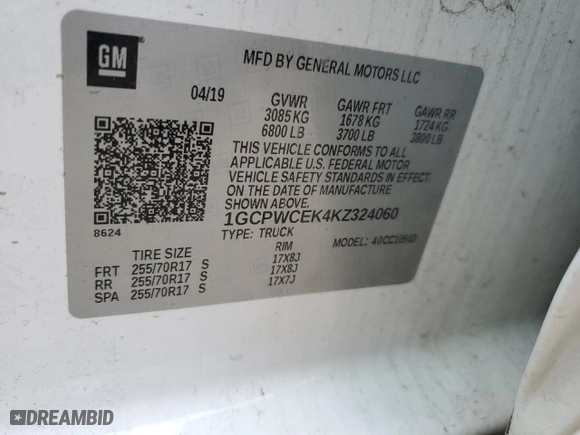 GM
MFD BY GENERAL MOTORS LLC
04/19 GVWR GAWR FRT GAWR RR
3085 KG 1678 KG 1724 KG
6800 LB 3700 LB 3800 LB
THIS VEHICLE CONFORMS TO ALL
APPLICABLE U.S. FEDERAL MOTOR
VEHICLE SAFETY STANDARDS IN EFFECT
ON THE DATE OF MANUFACTURE
SHOWN ABOVE.
8624 1GCPWCEK4KZ324060
TYPE: TRUCK MODEL:
TIRE SIZE RIM
FRT 255/70R17 S 17X8J
RR 255/70R17 S 17X8J
SPA 255/70R17 S 17X7J
DREAMBID